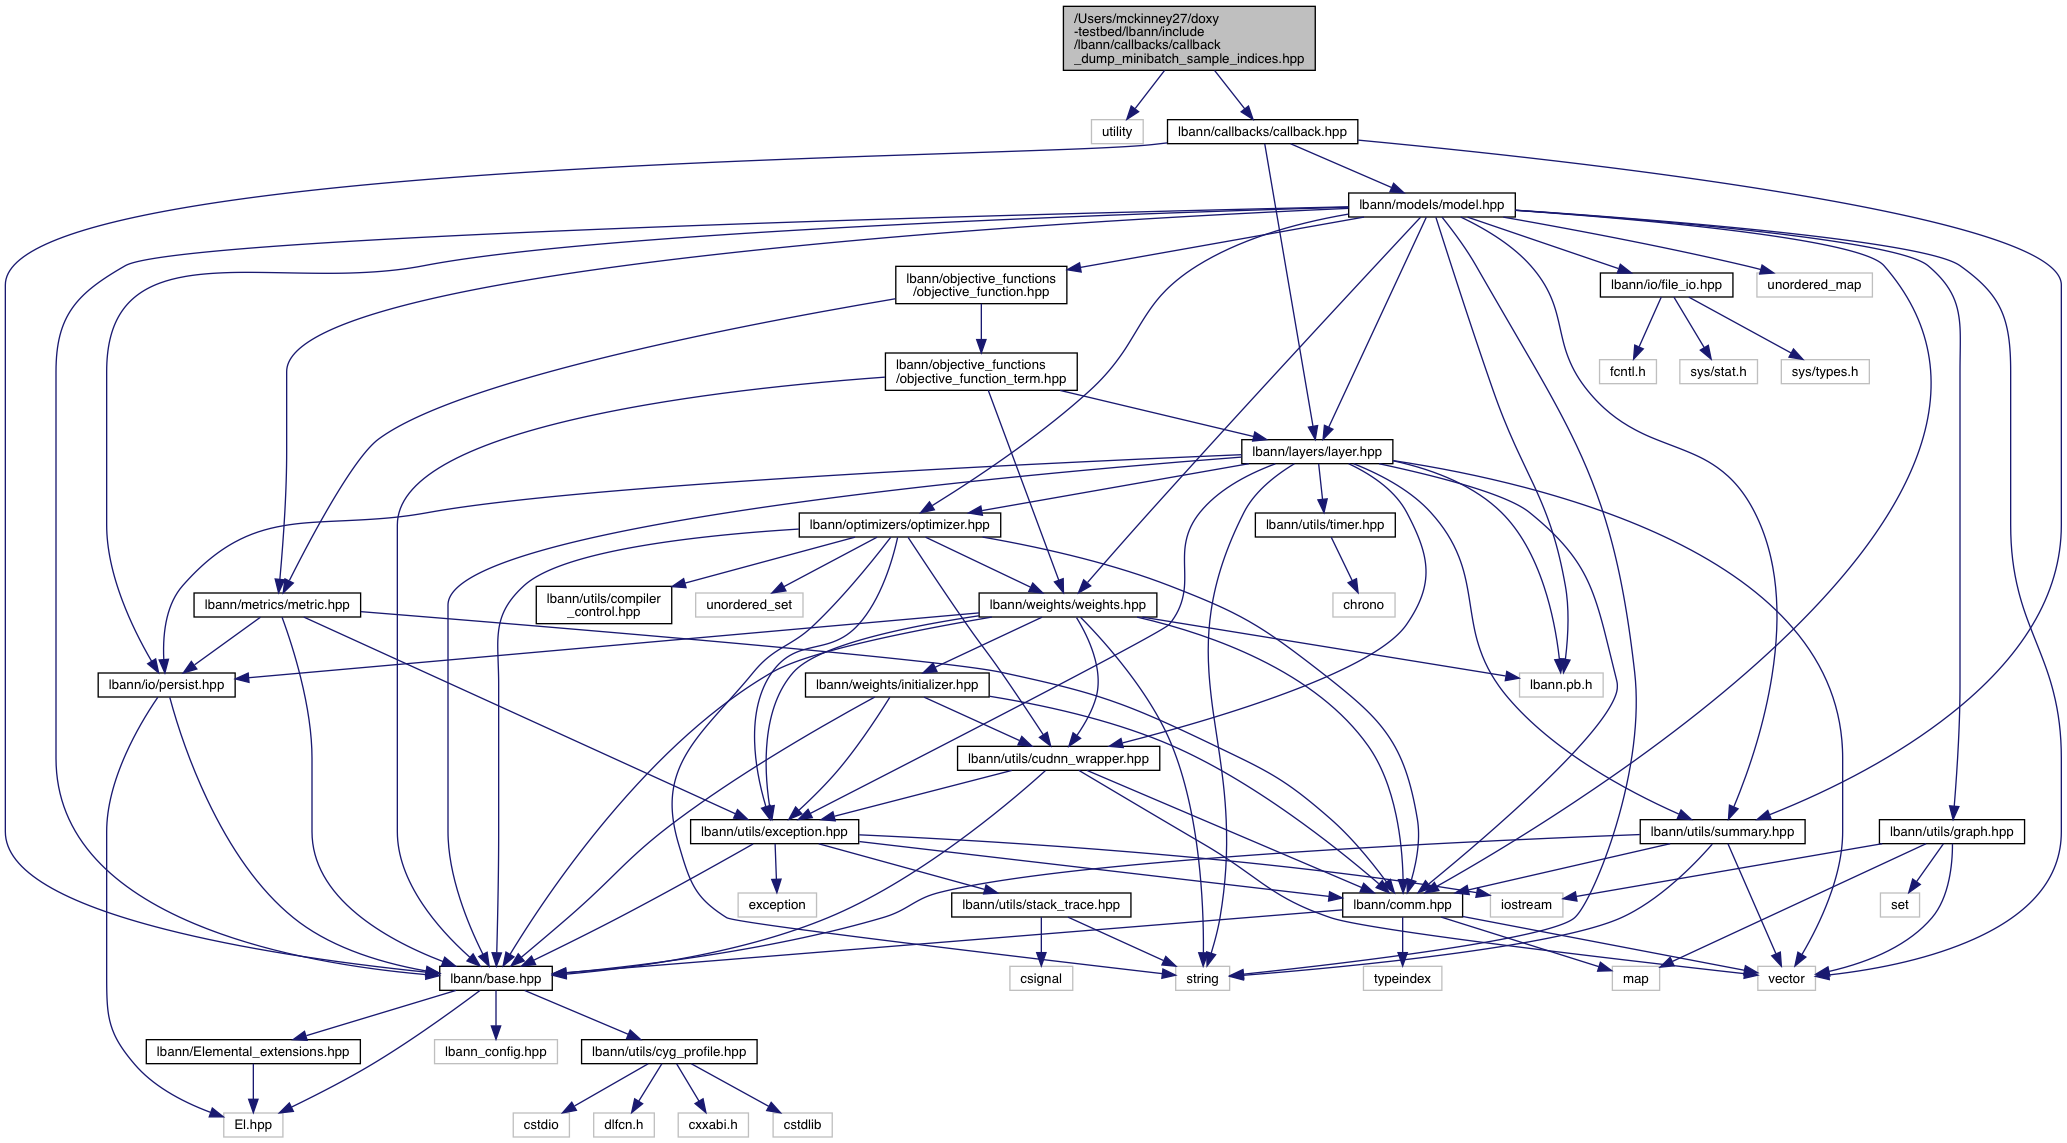 /Users/mckinney27/doxy
-testbed/lbann/include
/lbann/callbacks/callback
_dump_minibatch_sample_indices.hpp
utility
lbann/callbacks/callback.hpp
lbann/models/model.hpp
lbann/objective_functions
/objective_function.hpp
lbann/io/file_io.hpp
unordered_map
lbann/objective_functions
/objective_function_term.hpp
fcntl.h
sys/stat.h
sys/types.h
lbann/layers/layer.hpp
lbann/optimizers/optimizer.hpp
lbann/utils/timer.hpp
lbann/metrics/metric.hpp
lbann/utils/compiler
_control.hpp
unordered_set
lbann/weights/weights.hpp
chrono
lbann/io/persist.hpp
lbann/weights/initializer.hpp
lbann.pb.h
lbann/utils/cudnn_wrapper.hpp
lbann/utils/exception.hpp
lbann/utils/summary.hpp
lbann/utils/graph.hpp
exception
lbann/utils/stack_trace.hpp
lbann/comm.hpp
iostream
set
lbann/base.hpp
csignal
string
typeindex
map
vector
lbann/Elemental_extensions.hpp
lbann_config.hpp
lbann/utils/cyg_profile.hpp
El.hpp
cstdio
dlfcn.h
cxxabi.h
cstdlib